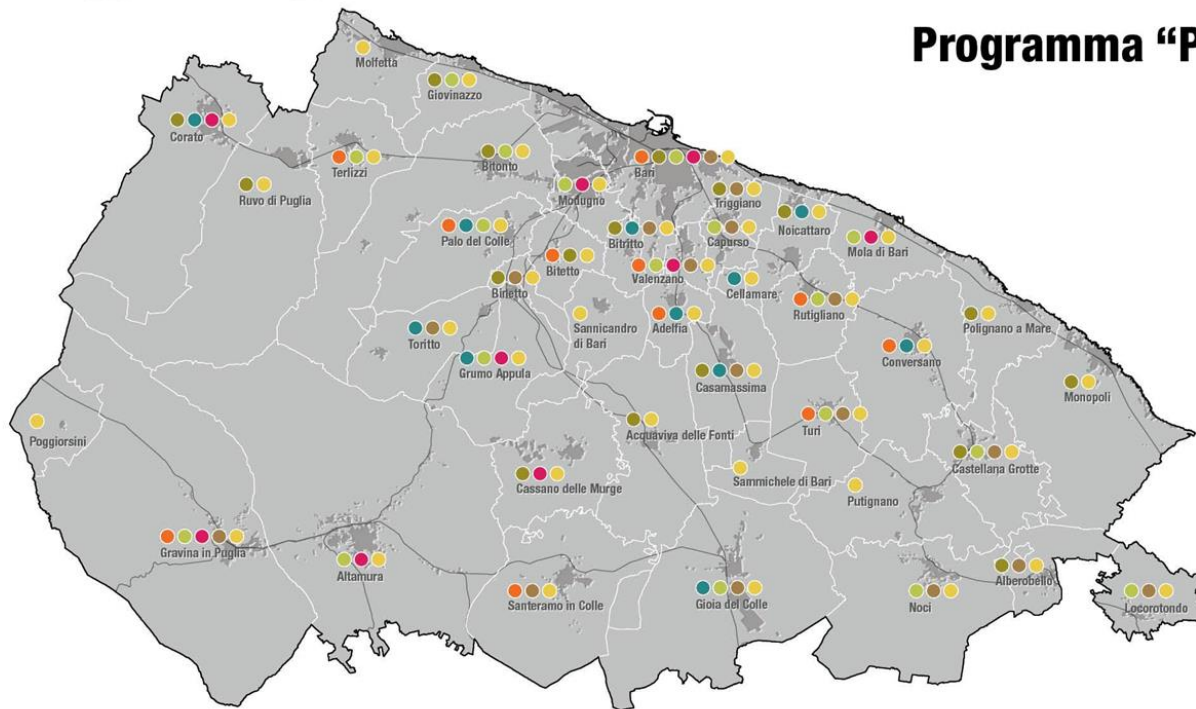 Programma “P
Molfetta
Giovinazzo
Corato
Terlizzi
Bitonto
Bari
Ruvo di Puglia
Modugno
Triggiano
Noicattaro
Palo del Colle
Bitritto
Capurso
Mola di Bari
Bitetto
Valenzano
Cellamare
Binetto
Rutigliano
Toritto
Sannicandro
di Bari
Adelfia
Polignano a Mare
Grumo Appula
Conversano
Casamassima
Monopoli
Poggiorsini
Acquaviva delle Fonti
Turi
Castellana Grotte
Cassano delle Murge
Sammichele di Bari
Putignano
Gravina in Puglia
Altamura
Santeramo in Colle
Gioia del Colle
Noci
Alberobello
Locorotondo